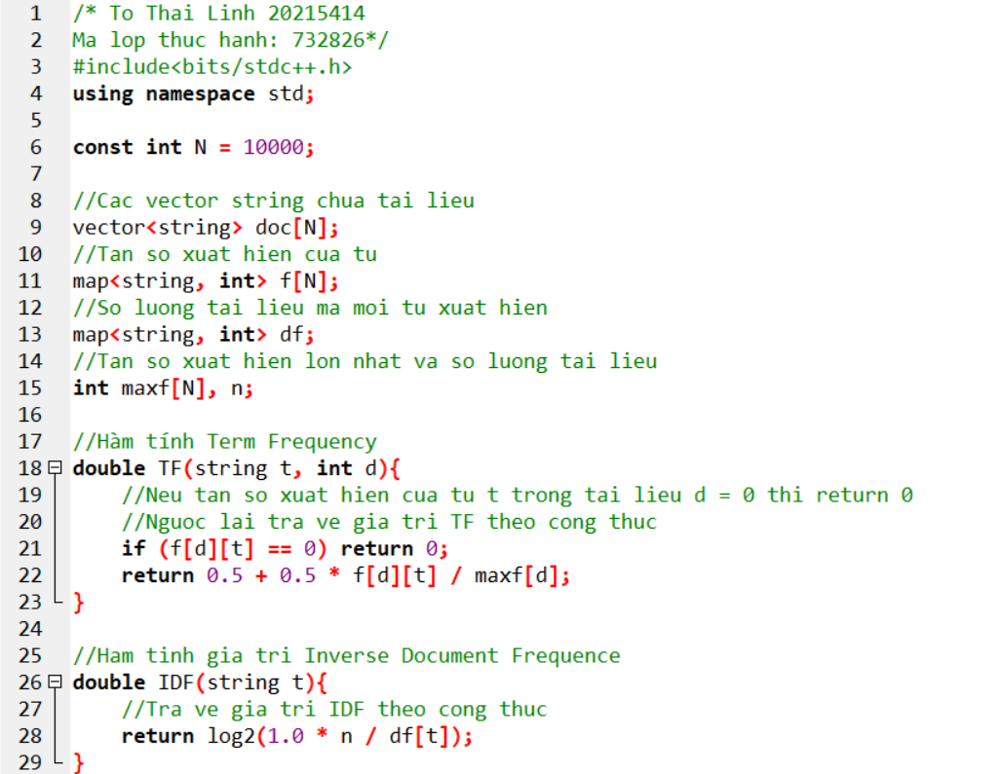 1 /* To Thai Linh 20215414
2 Ma lop thuc hanh: 732826*/
3 #include<bits/stdc++.h>
4 using namespace std;
5
6 const int N = 10000;
7
8 //Cac vector string chua tai lieu
9 vector<string> doc[N];
10 //Tan so xuat hien cua tu
11 map<string, int> f[N];
12 //So luong tai lieu ma moi tu xuat hien
13 map<string, int> df;
14 //Tan so xuat hien lon nhat va so luong tai lieu
15 int maxf[N], n;
16
17 //Hàm tính Term Frequency
18 double TF(string t, int d){
19     //Neu tan so xuat hien cua tu t trong tai lieu d = 0 thi return 0
20     //Nguoc lai tra ve gia tri TF theo cong thuc
21     if (f[d][t] == 0) return 0;
22     return 0.5 + 0.5 * f[d][t] / maxf[d];
23 }
24
25 //Ham tinh gia tri Inverse Document Frequence
26 double IDF(string t){
27     //Tra ve gia tri IDF theo cong thuc
28     return log2(1.0 * n / df[t]);
29 }